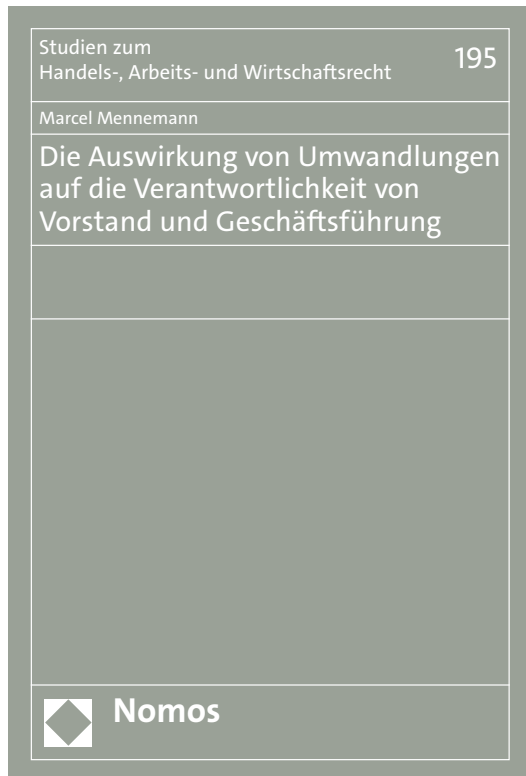 Studien zum
Handels-, Arbeits- und Wirtschaftsrecht
195
Marcel Mennemann
Die Auswirkung von Umwandlungen
auf die Verantwortlichkeit von
Vorstand und Geschäftsführung
Nomos